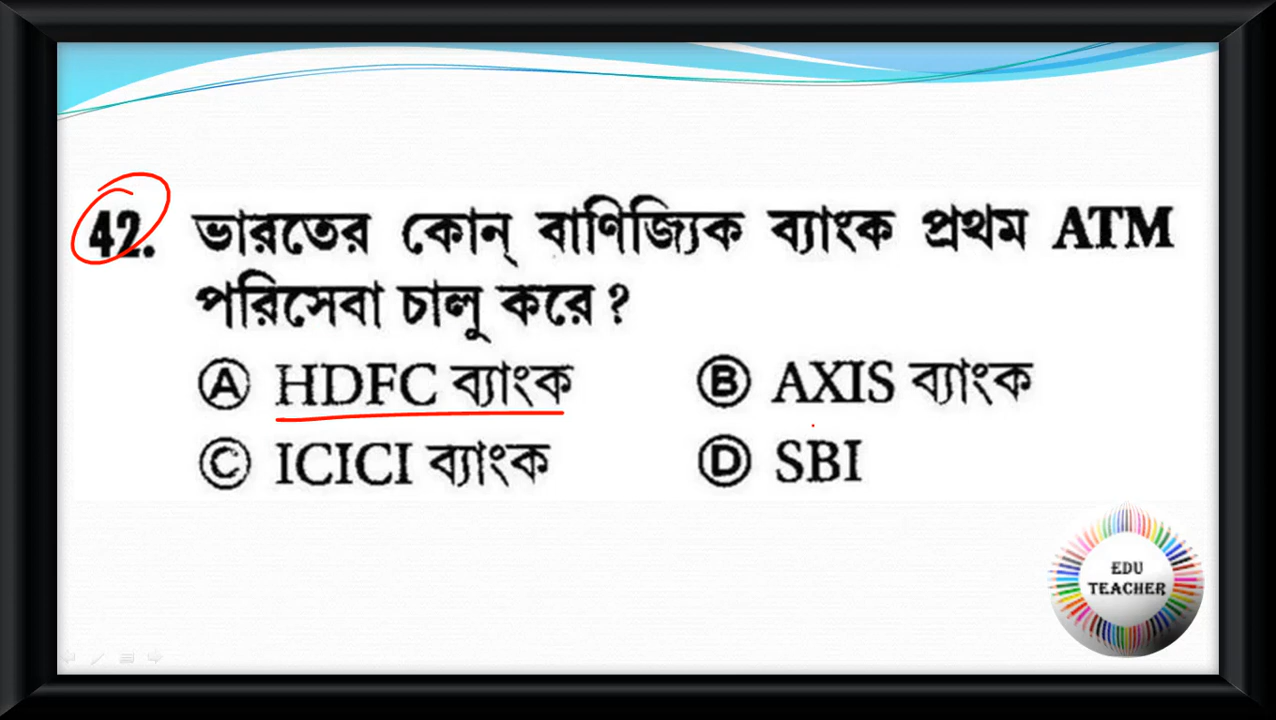 42. ভারতের কোন্ বাণিজ্যিক ব্যাংক প্রথম ATM
পরিসেবা চালু করে ?
Ⓐ HDFC ব্যাংক Ⓑ AXIS ব্যাংক
Ⓒ ICICI ব্যাংক Ⓓ SBI
EDU
TEACHER